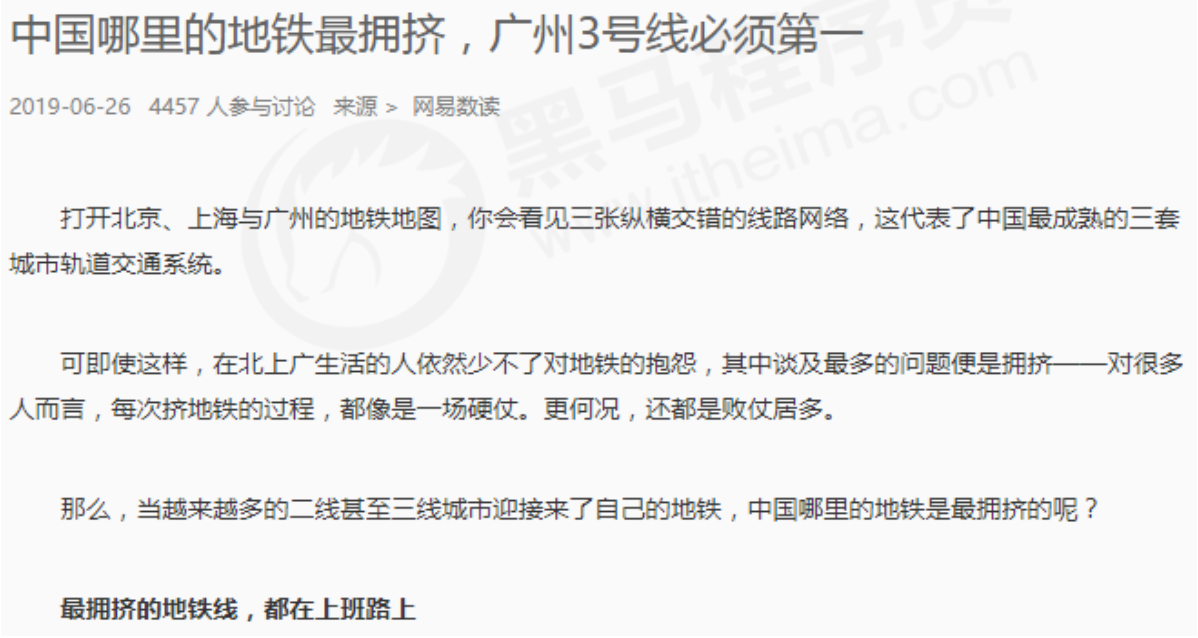 中国哪里的地铁最拥挤，广州3号线必须第一
2019-06-26 4457 人参与讨论 来源 > 网易数读
黑马程序员
www.itheima.com
打开北京、上海与广州的地铁地图，你会看见三张纵横交错的线路网络，这代表了中国最成熟的三套
城市轨道交通系统。
可即使这样，在北上广生活的人依然少不了对地铁的抱怨，其中谈及最多的问题便是拥挤——对很多
人而言，每次挤地铁的过程，都像是一场硬仗。更何况，还都是败仗居多。
那么，当越来越多的二线甚至三线城市迎接来了自己的地铁，中国哪里的地铁是最拥挤的呢？
最拥挤的地铁线，都在上班路上